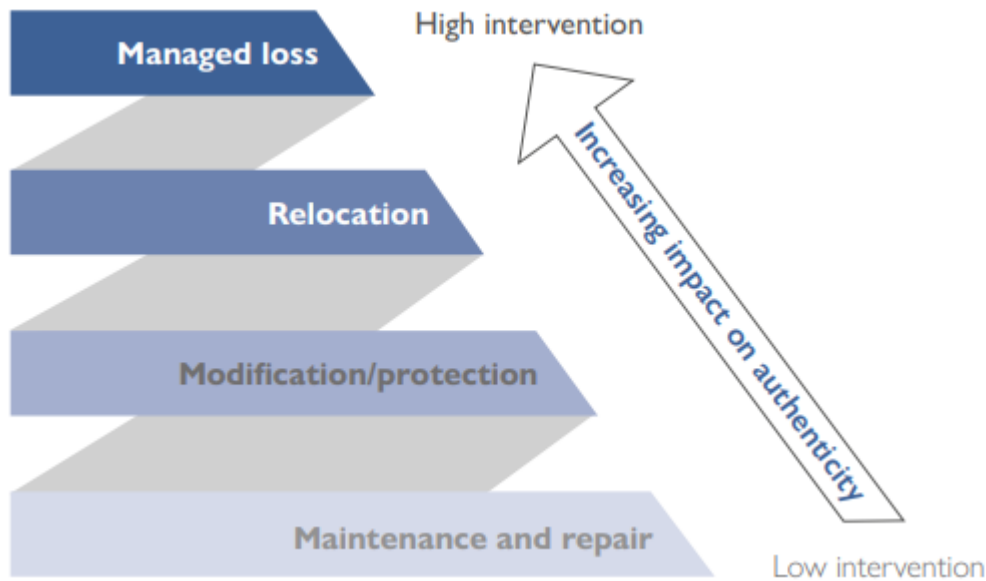 High intervention
Managed loss
Increasing impact on authenticity
Relocation
Modification/protection
Maintenance and repair
Low intervention